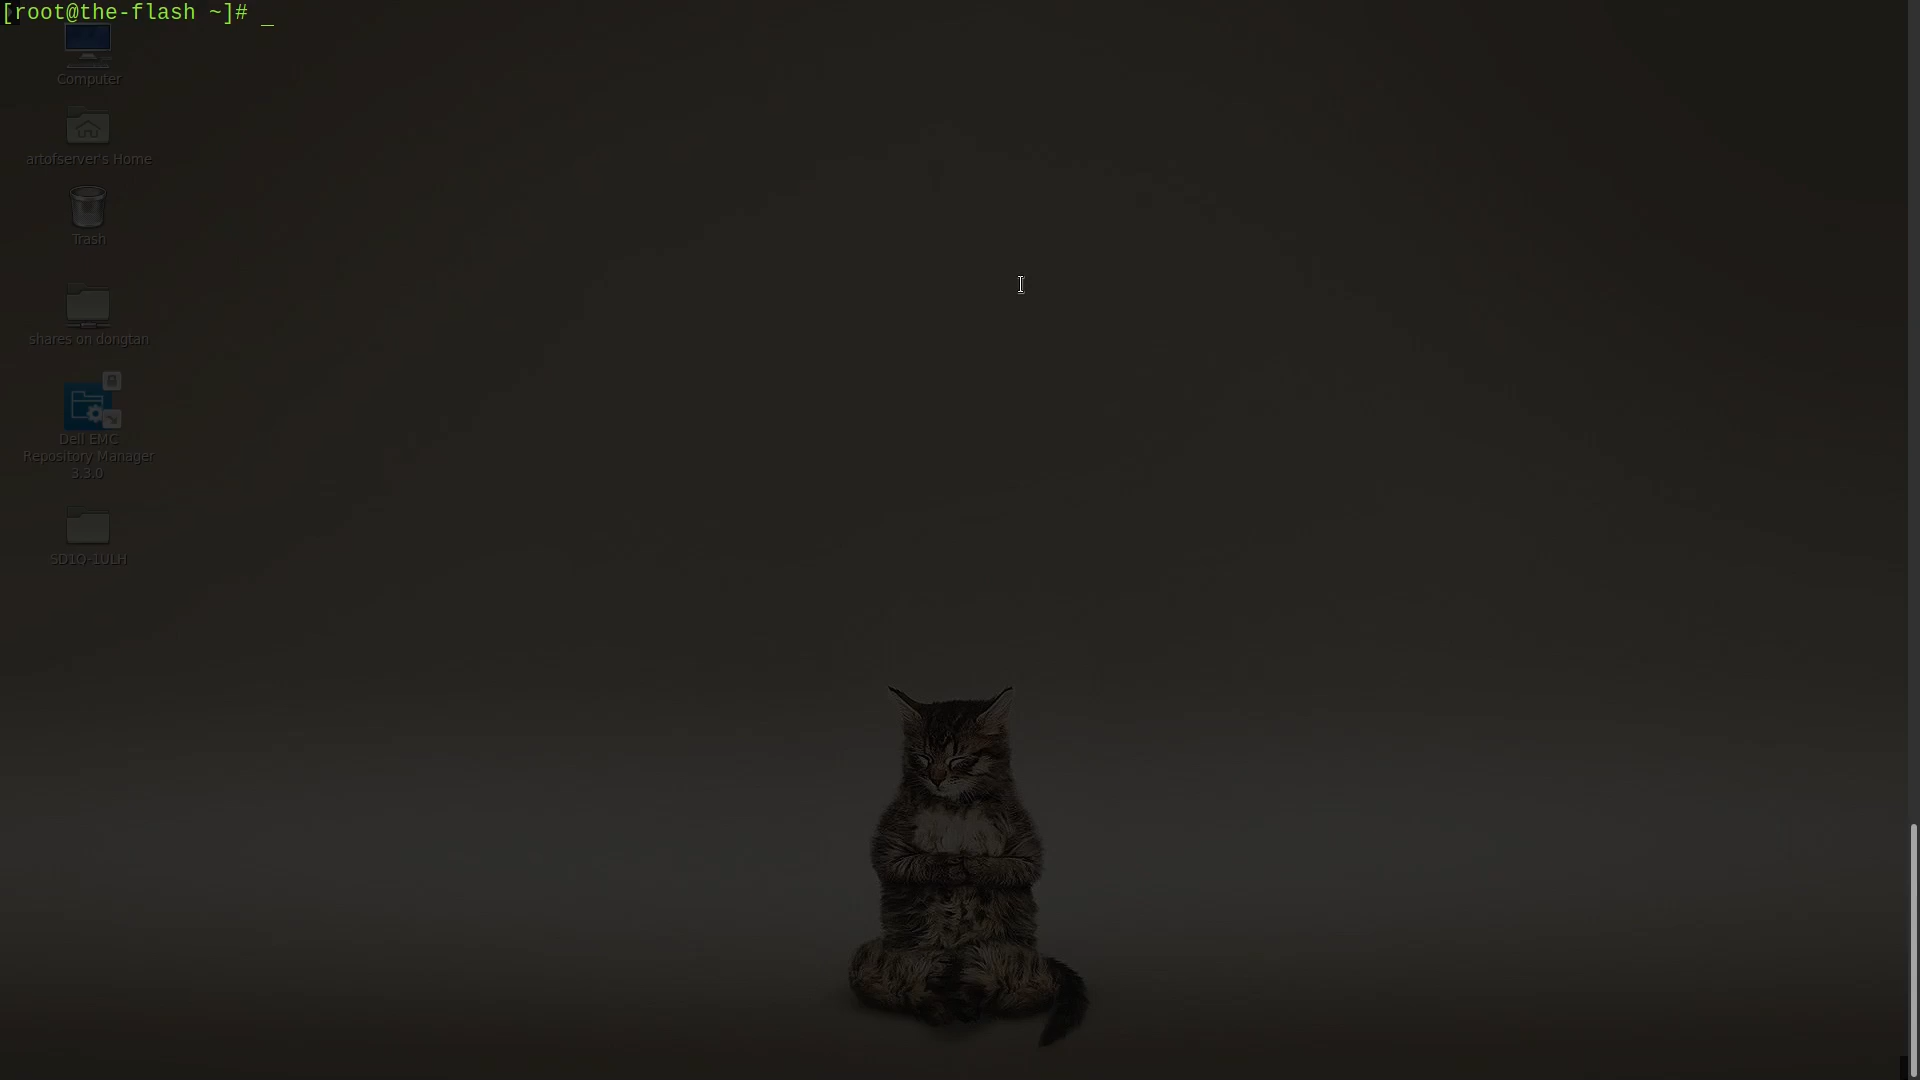 [root@the-flash ~]# _
Computer
artofserver's Home
Trash
shares on dongtan
Dell EMC
Repository Manager
3.3.0
SD1Q-1ULH